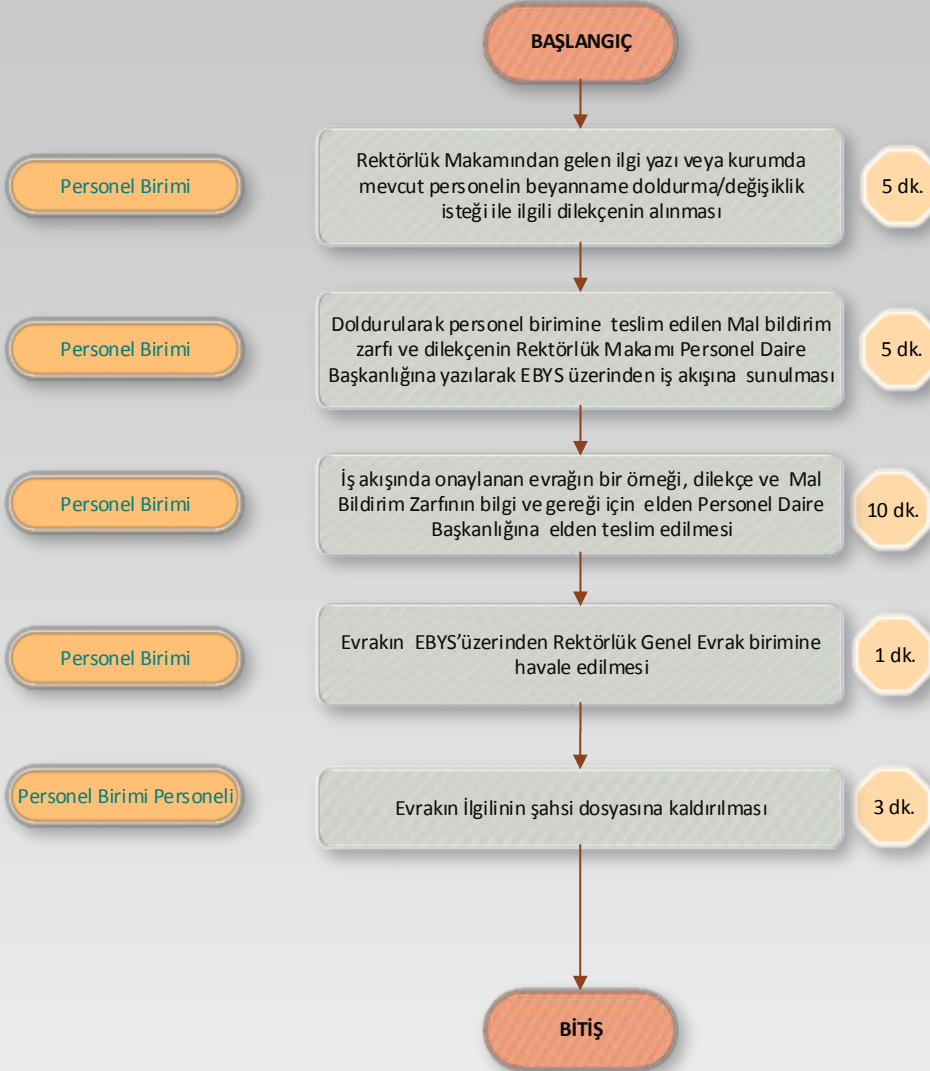 BAŞLANGIÇ
Personel Birimi
Rektörlük Makamından gelen ilgi yazı veya kurumda
mevcut personelin beyanname doldurma/değişiklik
isteği ile ilgili dilekçenin alınması
5 dk.
Personel Birimi
Doldurularak personel birimine teslim edilen Mal bildirim
zarfı ve dilekçenin Rektörlük Makamı Personel Daire
Başkanlığına yazılarak EBYS üzerinden iş akışına sunulması
5 dk.
Personel Birimi
İş akışında onaylanan evrağın bir örneği, dilekçe ve Mal
Bildirim Zarfının bilgi ve gereği için elden Personel Daire
Başkanlığına elden teslim edilmesi
10 dk.
Personel Birimi
Evrakın EBYS’üzerinden Rektörlük Genel Evrak birimine
havale edilmesi
1 dk.
Personel Birimi Personeli
Evrakın İlgilinin şahsi dosyasına kaldırılması
3 dk.
BİTİŞ